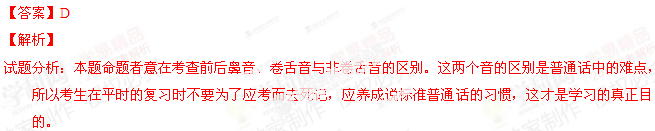 【答案】D
【解析】
试题分析：本题命题者意在考查前后鼻音、卷舌音与非卷舌音的区别。这两个音的区别是普通话中的难点，
所以考生在平时的复习时不要为了应考而去死记，应养成说标准普通话的习惯，这才是学习的真正目
的。